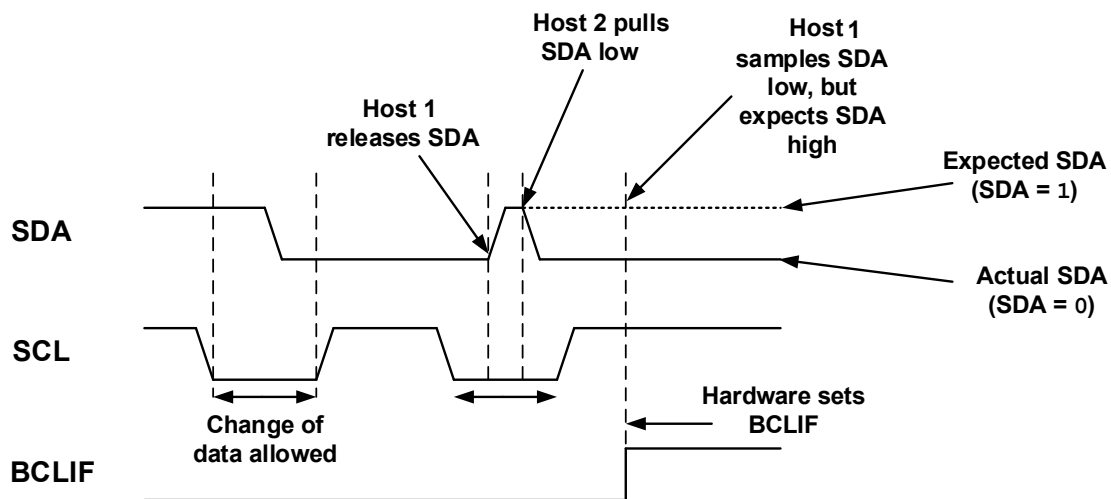 Host 2 pulls
SDA low
Host 1
samples SDA
low, but
expects SDA
high
Host 1
releases SDA
Expected SDA
(SDA = 1)
SDA
Actual SDA
(SDA = 0)
SCL
Change of
data allowed
Hardware sets
BCLIF
BCLIF